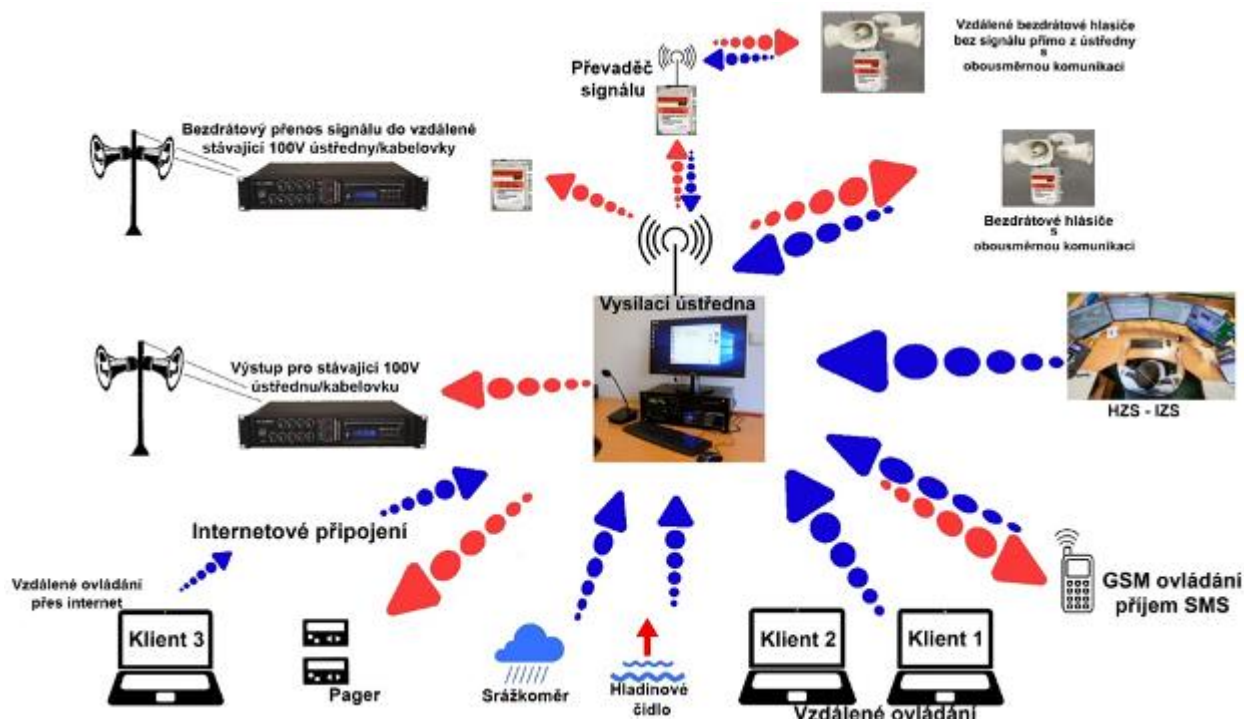 Vzdálené bezdrátové hlasiče
bez signálu přímo z ústředny
s
obousměrnou komunikaci
Převaděč
signálu
Bezdrátový přenos signálu do vzdálené
stávající 100V ústředny/kabelovky
Bezdrátové hlásiče
s
obousměrnou komunikaci
Vysílací ústředna
Výstup pro stávající 100V
ústřednu/kabelovku
HZS - IZS
Internetové připojení
Vzdálené ovládání
přes internet
GSM ovládání
příjem SMS
Klient 3
Pager
Srážkoměr
Hladinové
čidlo
Klient 2
Klient 1
Vzdálené ovládání